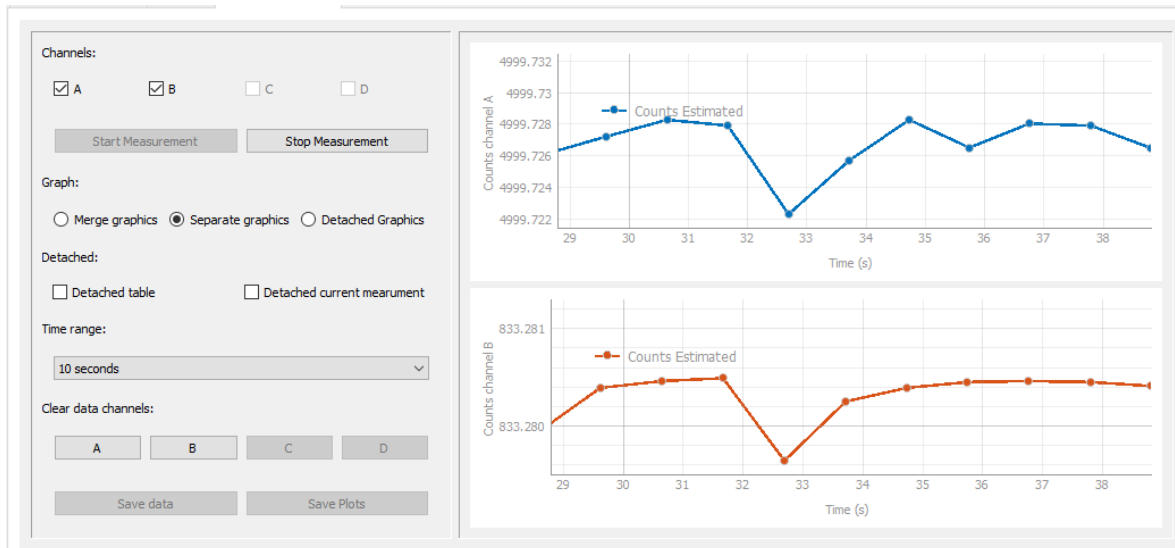 Channels:
A B C D
Start Measurement Stop Measurement
Graph:
Merge graphics Separate graphics Detached Graphics
Detached:
Detached table Detached current mearument
Time range:
10 seconds
Clear data channels:
A B C D
Save data Save Plots
Counts channel A
4999.732
4999.73
4999.728
4999.726
4999.724
4999.722
Counts Estimated
29 30 31 32 33 34 35 36 37 38
Time (s)
Counts channel B
833.281
833.280
Counts Estimated
29 30 31 32 33 34 35 36 37 38
Time (s)